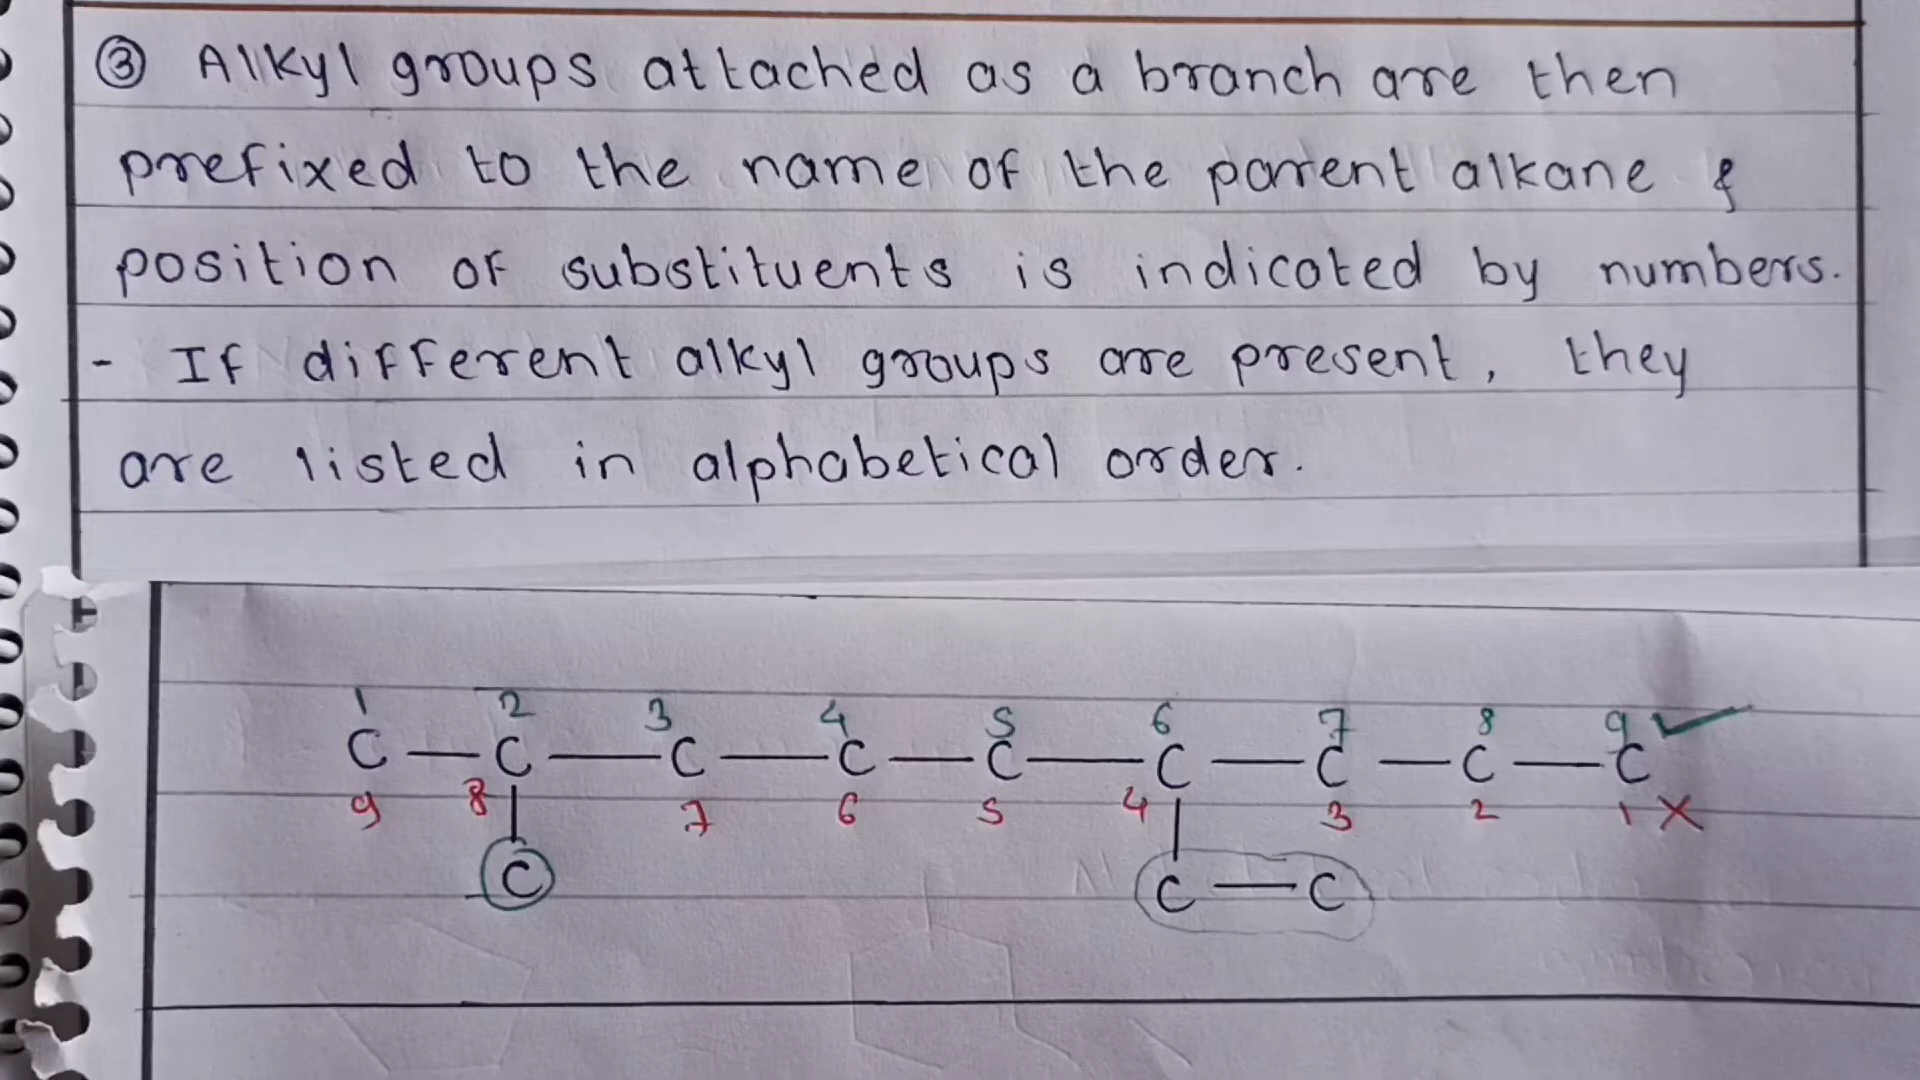 ③ Alkyl groups attached as a branch are then
prefixed to the name of the parent alkane &
position of substituents is indicated by numbers.
- If different alkyl groups are present, they
are listed in alphabetical order.
1 2 3 4 5 6 7 8 9 ✓
C — C — C — C — C — C — C — C — C
9 8 7 6 5 4 3 2 1 ×
C C — C